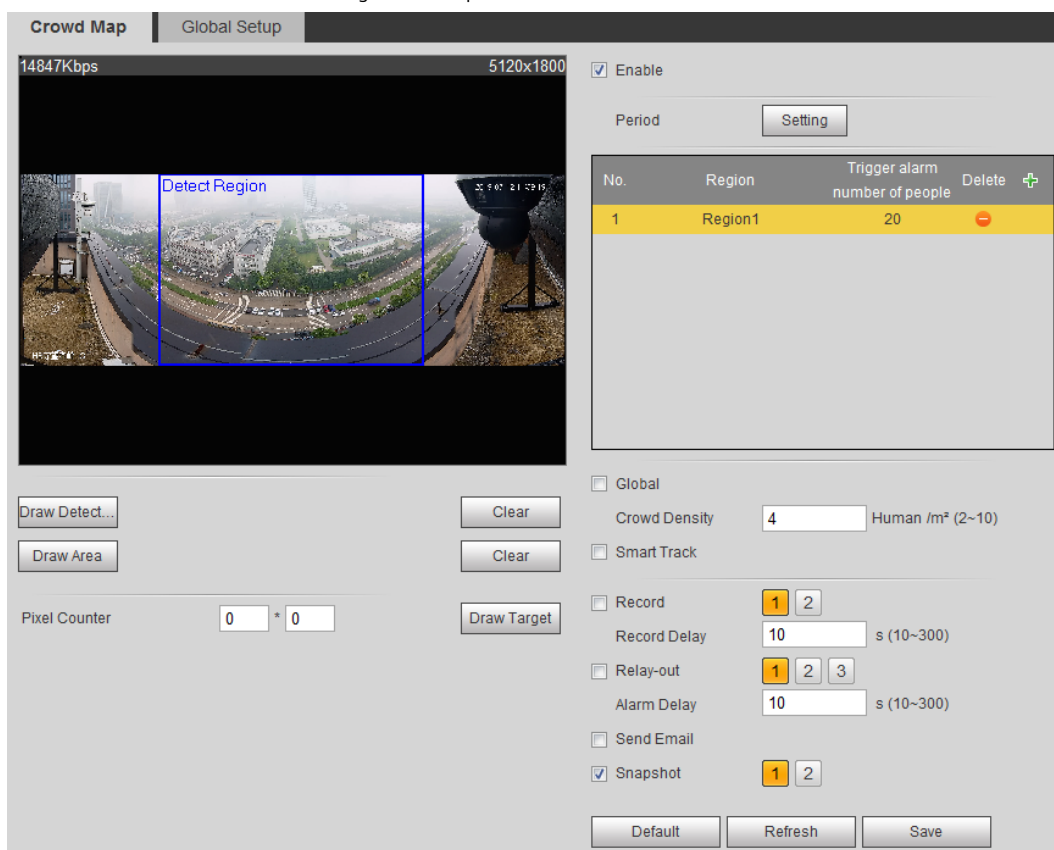 Crowd Map Global Setup
14847Kbps 5120x1800
Detect Region
Draw Detect... Clear
Draw Area Clear
Pixel Counter 0 * 0 Draw Target
Enable
Period Setting
No. Region Trigger alarm number of people Delete
1 Region1 20
Global
Crowd Density 4 Human /m² (2~10)
Smart Track
Record 1 2
Record Delay 10 s (10~300)
Relay-out 1 2 3
Alarm Delay 10 s (10~300)
Send Email
Snapshot 1 2
Default Refresh Save